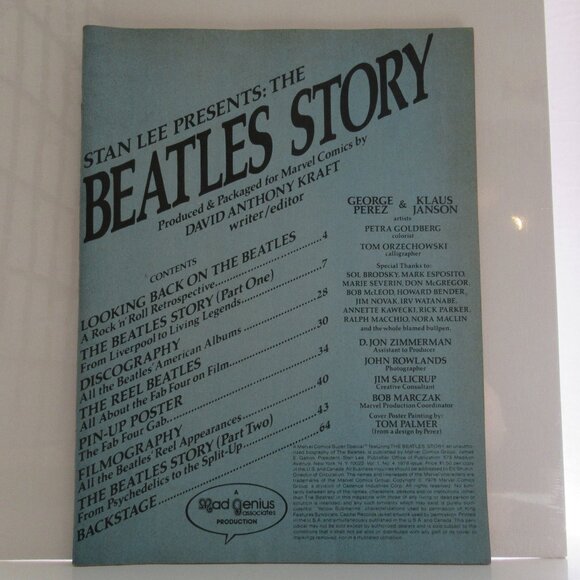 STAN LEE PRESENTS: THE
BEATLES STORY
Produced & Packaged for Marvel Comics by
DAVID ANTHONY KRAFT
writer/editor
CONTENTS
LOOKING BACK ON THE BEATLES
A Rock 'n' Roll Retrospective..........4
THE BEATLES STORY (Part One)
From Liverpool to Living Legends..........7
DISCOGRAPHY
All the Beatles' American Albums..........28
THE REEL BEATLES
All About the Fab Four on Film..........30
PIN-UP POSTER
The Fab Four Gab..........34
FILMOGRAPHY
All the Beatles' Reel Appearances..........40
THE BEATLES STORY (Part Two)
From Psychedelics to the Split-Up..........43
BACKSTAGE..........64
GEORGE PEREZ & KLAUS JANSON
artists
PETRA GOLDBERG
colorist
TOM ORZECHOWSKI
calligrapher
Special Thanks to:
SOL BRODSKY, MARK ESPOSITO,
MARIE SEVERIN, DON McGREGOR,
BOB McLEOD, HOWARD BENDER,
JIM NOVAK, IRV WATANABE,
ANNETTE KAWECKI, RICK PARKER,
RALPH MACCHIO, NORA MACLIN
and the whole blamed bullpen.
D. JON ZIMMERMAN
Assistant to Producer
JOHN ROWLANDS
Photographer
JIM SALICRUP
Creative Consultant
BOB MARCZAK
Marvel Production Coordinator
Cover Poster Painting by
TOM PALMER
(from a design by Perez)
A
Mad Genius
associates
PRODUCTION